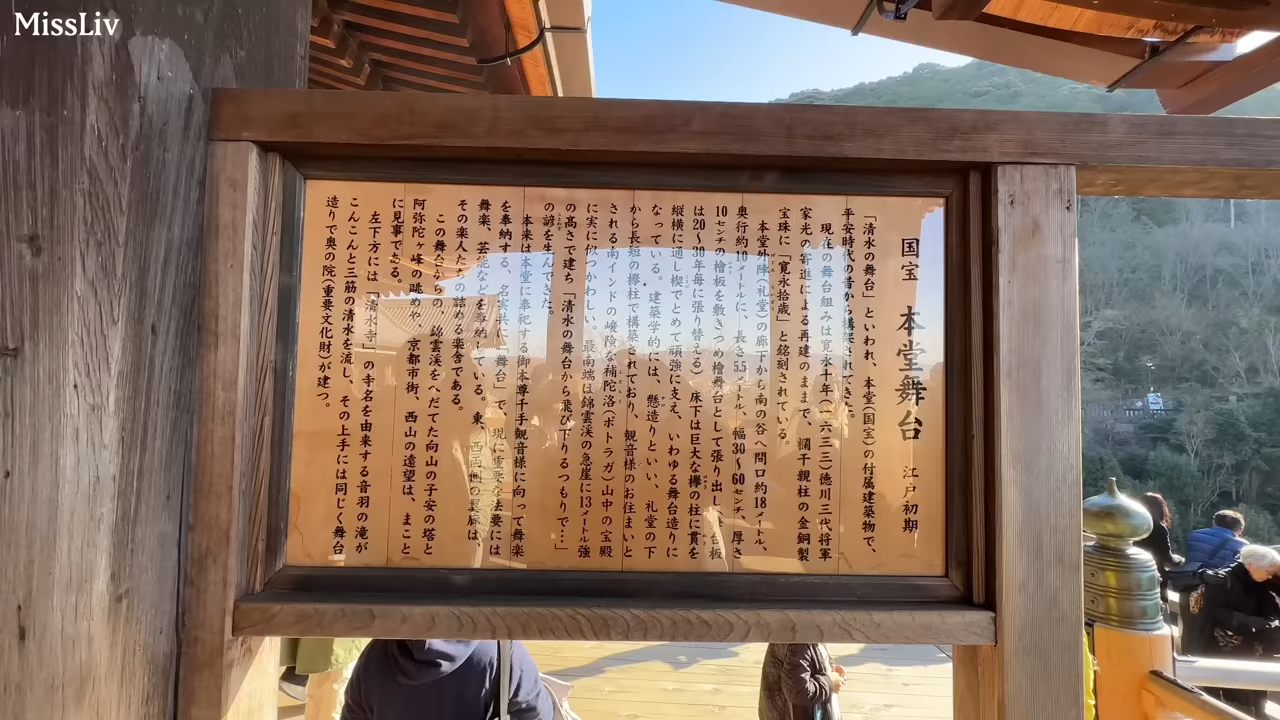 MissLiv
国宝 本堂舞台 江戸初期
「清水の舞台」といわれ、本堂(国宝)の付属建築物で、
平安時代の昔から構築されてきた。
現在の舞台組みは寛永十年(一六三三)徳川三代将軍
家光の寄進による再建のままで、欄干親柱の金銅製
宝珠に「寛永拾歳」と銘刻されている。
本堂外陣(礼堂)の廊下から南の谷へ間口約18メートル、
奥行約10メートルに、長さ5.5メートル、幅30〜60センチ、厚さ
10センチの檜板を敷きつめ檜舞台として張り出し(舞台板
は20〜30年毎に張り替える)床下は巨大な欅の柱に貫を
縦横に通し楔でとめて頑強に支え、いわゆる舞台造りに
なっている。建築学的には、懸造りといい、礼堂の下
から長短の欅柱で構築されており、観音様のお住まいと
される南インドの峻険な補陀洛(ポトラガ)山中の宝殿
に実に似つかわしい。最南端は錦雲渓の急崖に13メートル強
の高さで建ち「清水の舞台から飛び下りるつもりで…」
の諺を生んできた。
本来は本堂に奉祀する御本尊千手観音様に向って舞楽
を奉納する、名実共に「舞台」で、現に重要な法要には
舞楽、芸能などを奉納している。東、西両側の翼廊は、
その楽人たちの詰める楽舎である。
この舞台からの、錦雲渓をへだてた向山の子安の塔と
阿弥陀ヶ峰の眺めや、京都市街、西山の遠望は、まこと
に見事である。
左下方には「清水寺」の寺名を由来する音羽の滝が
こんこんと三筋の清水を流し、その上手には同じく舞台
造りで奥の院(重要文化財)が建つ。